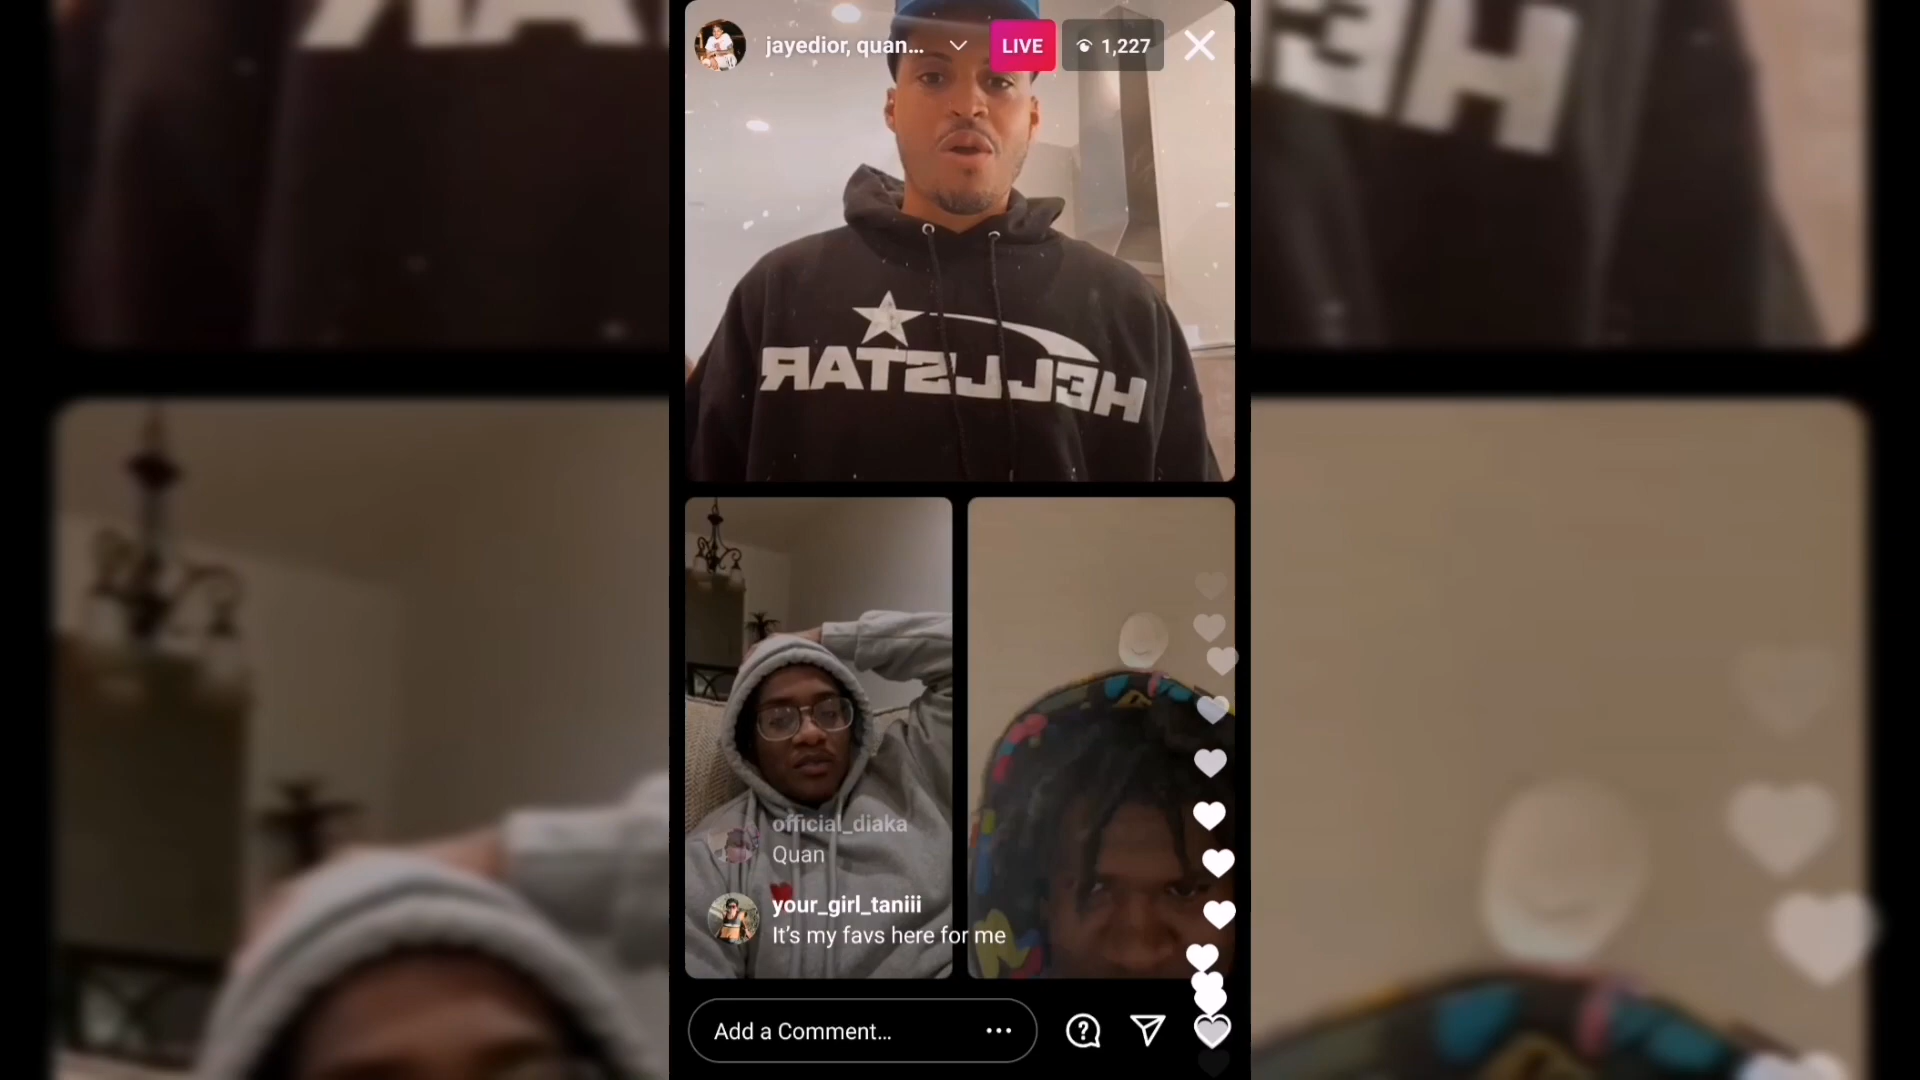 jayedior, quan...
LIVE
1,227
HELLSTAR
official_diaka
Quan
your_girl_taniii
It's my favs here for me
Add a Comment...